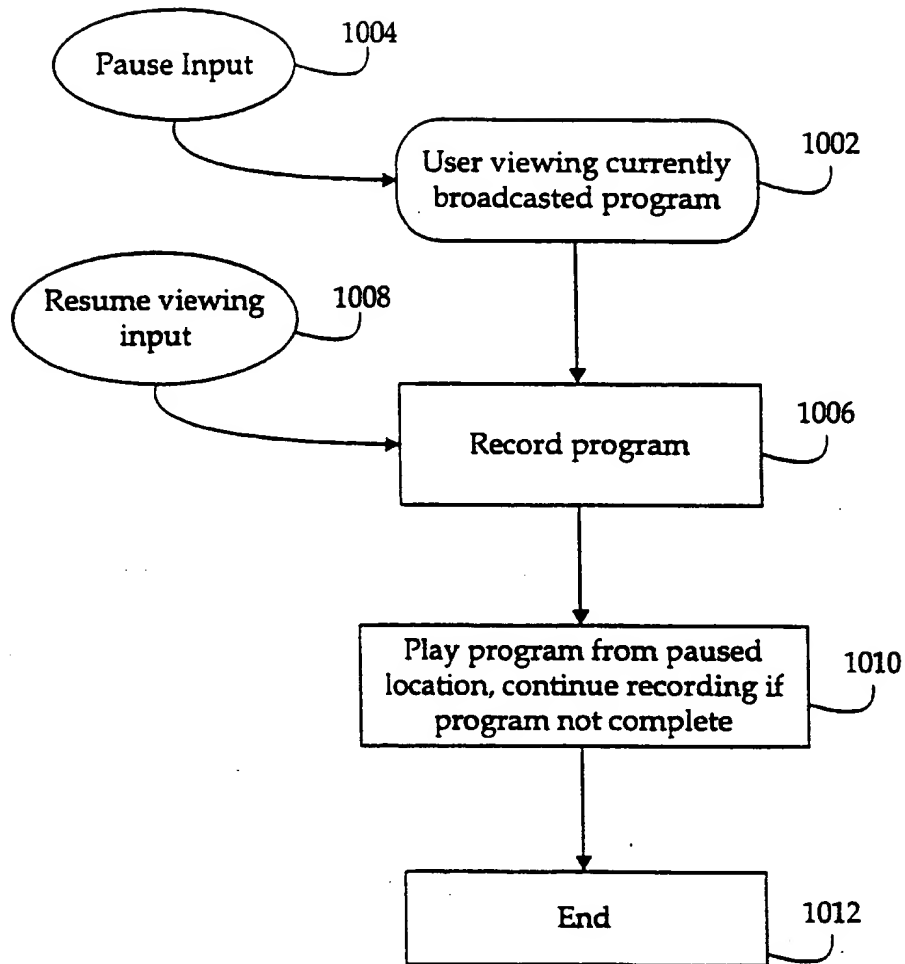 1004
Pause Input
User viewing currently
broadcasted program
1002
Resume viewing
input
1008
Record program
1006
Play program from paused
location, continue recording if
program not complete
1010
End
1012